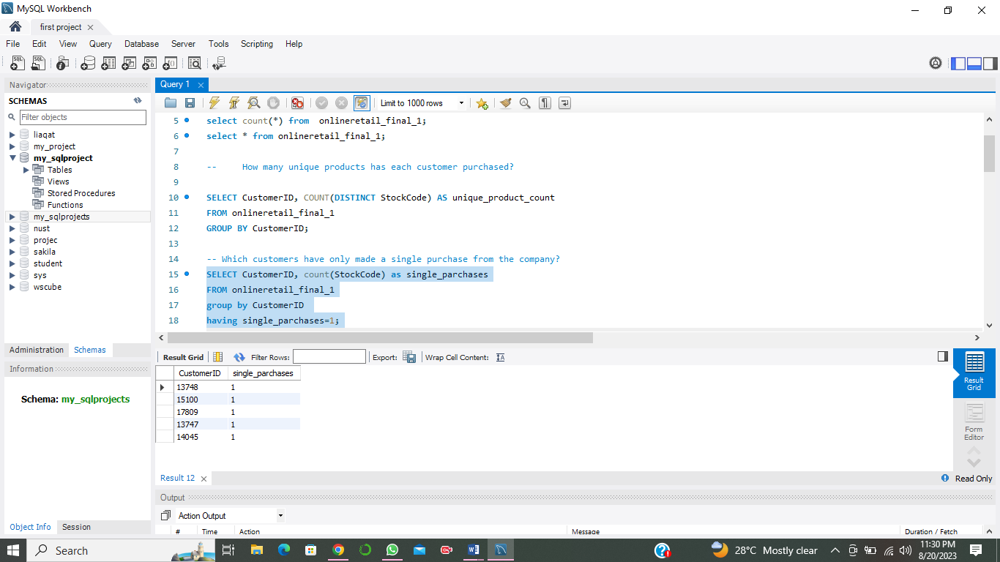 MySQL Workbench
first project
File Edit View Query Database Server Tools Scripting Help
Navigator
SCHEMAS
Filter objects
liaqat
my_project
my_sqlproject
Tables
Views
Stored Procedures
Functions
my_sqlprojects
nust
projec
sakila
student
sys
wscube
Administration Schemas
Information
Schema: my_sqlprojects
Object Info Session
Query 1
Limit to 1000 rows
5 select count(*) from  onlineretail_final_1;
6 select * from onlineretail_final_1;
7
8 --     How many unique products has each customer purchased?
9
10 SELECT CustomerID, COUNT(DISTINCT StockCode) AS unique_product_count
11 FROM onlineretail_final_1
12 GROUP BY CustomerID;
13
14 -- Which customers have only made a single purchase from the company?
15 SELECT CustomerID, count(StockCode) as single_parchases
16 FROM onlineretail_final_1
17 group by CustomerID
18 having single_parchases=1;
Result Grid Filter Rows: Export: Wrap Cell Content:
CustomerID single_parchases
13748 1
15100 1
17809 1
13747 1
14045 1
Result Grid
Form Editor
Result 12
Read Only
Output
Action Output
# Time Action Message Duration / Fetch
Search
28°C Mostly clear
11:30 PM
8/20/2023